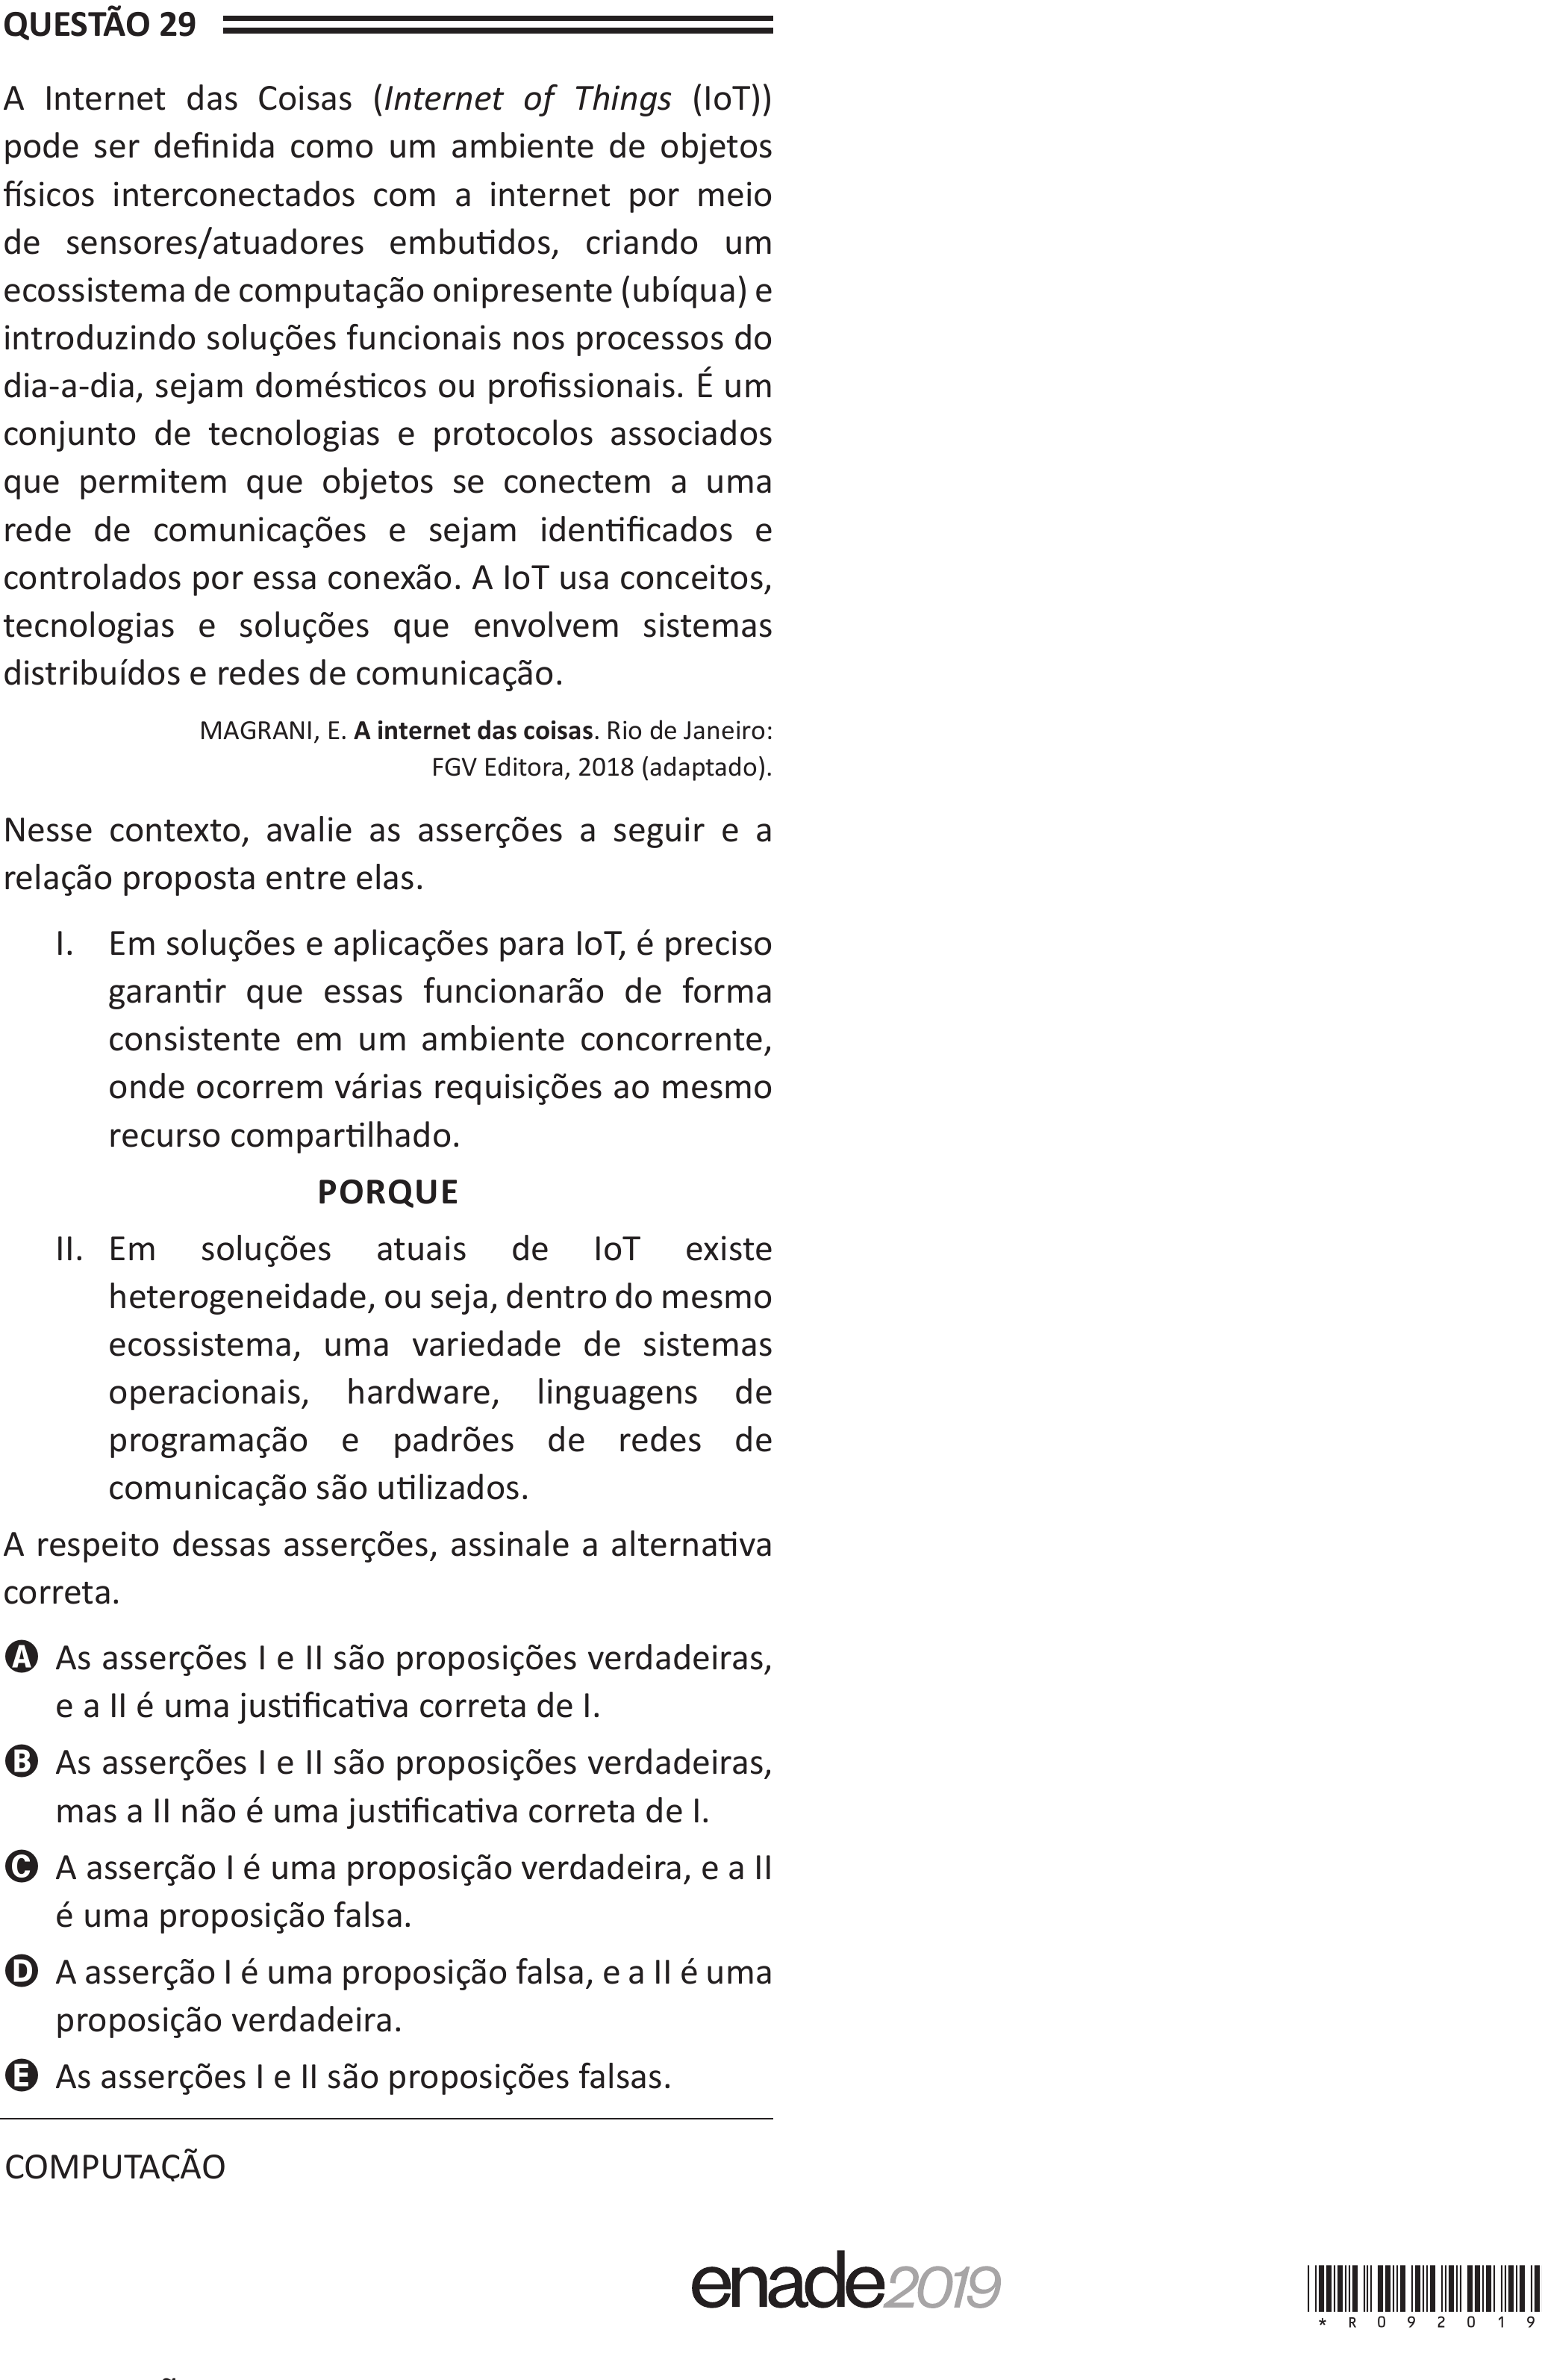 QUESTÃO 29
A Internet das Coisas (Internet of Things (IoT))
pode ser definida como um ambiente de objetos
físicos interconectados com a internet por meio
de sensores/atuadores embutidos, criando um
ecossistema de computação onipresente (ubíqua) e
introduzindo soluções funcionais nos processos do
dia-a-dia, sejam domésticos ou profissionais. É um
conjunto de tecnologias e protocolos associados
que permitem que objetos se conectem a uma
rede de comunicações e sejam identificados e
controlados por essa conexão. A IoT usa conceitos,
tecnologias e soluções que envolvem sistemas
distribuídos e redes de comunicação.
MAGRANI, E. A internet das coisas. Rio de Janeiro:
FGV Editora, 2018 (adaptado).
Nesse contexto, avalie as asserções a seguir e a
relação proposta entre elas.
I. Em soluções e aplicações para IoT, é preciso
garantir que essas funcionarão de forma
consistente em um ambiente concorrente,
onde ocorrem várias requisições ao mesmo
recurso compartilhado.
PORQUE
II. Em soluções atuais de IoT existe
heterogeneidade, ou seja, dentro do mesmo
ecossistema, uma variedade de sistemas
operacionais, hardware, linguagens de
programação e padrões de redes de
comunicação são utilizados.
A respeito dessas asserções, assinale a alternativa
correta.
A As asserções I e II são proposições verdadeiras,
e a II é uma justificativa correta de I.
B As asserções I e II são proposições verdadeiras,
mas a II não é uma justificativa correta de I.
C A asserção I é uma proposição verdadeira, e a II
é uma proposição falsa.
D A asserção I é uma proposição falsa, e a II é uma
proposição verdadeira.
E As asserções I e II são proposições falsas.
COMPUTAÇÃO
enade2019
* R 0 9 2 0 1 9